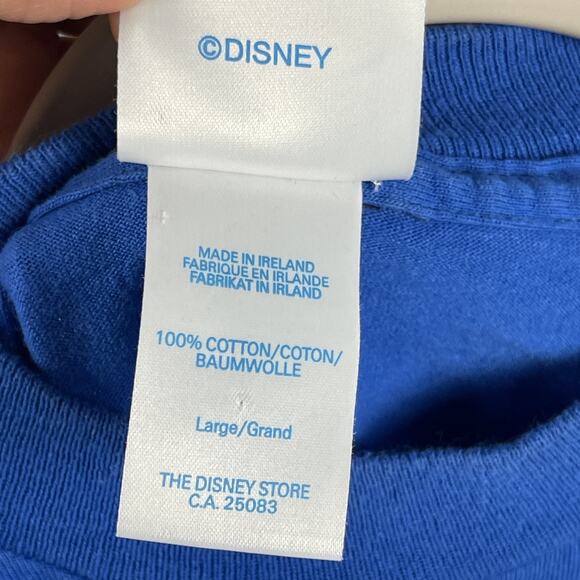 ©DISNEY
MADE IN IRELAND
FABRIQUE EN IRLANDE
FABRIKAT IN IRLAND
100% COTTON/COTON/
BAUMWOLLE
Large/Grand
THE DISNEY STORE
C.A. 25083